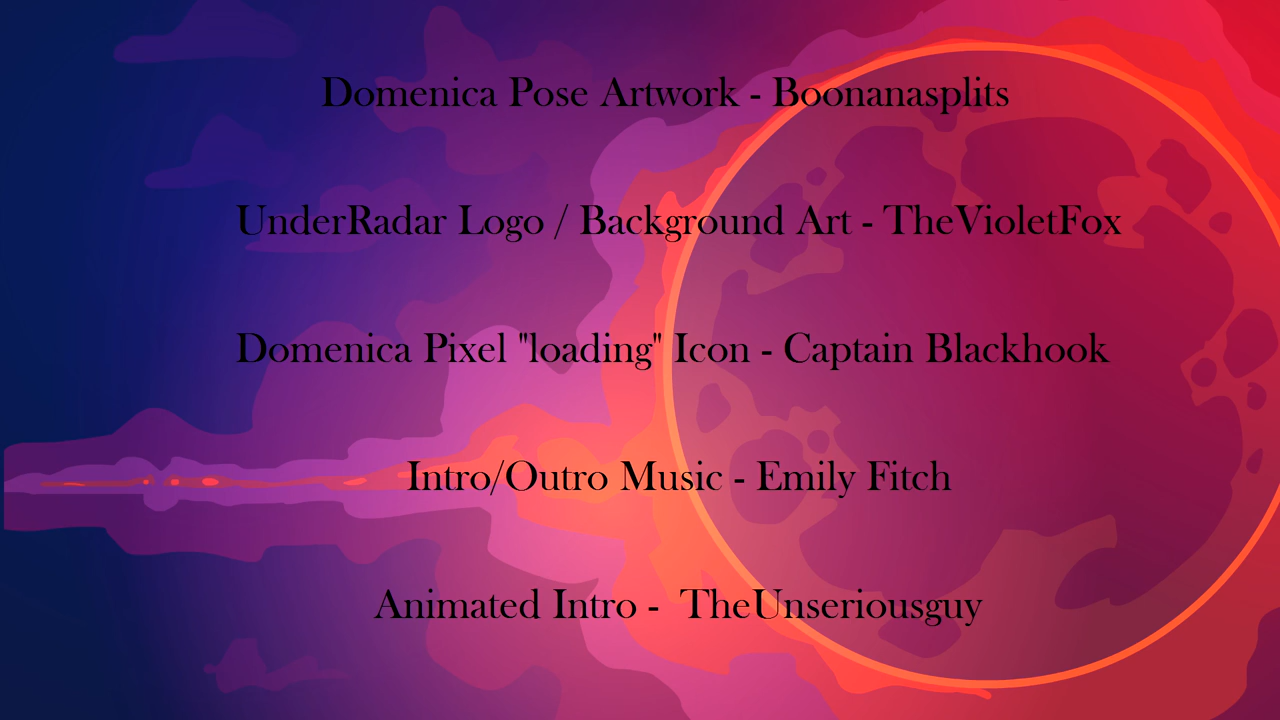 Domenica Pose Artwork - Boonanasplits
UnderRadar Logo / Background Art - TheVioletFox
Domenica Pixel "loading" Icon - Captain Blackhook
Intro/Outro Music - Emily Fitch
Animated Intro - TheUnseriousguy